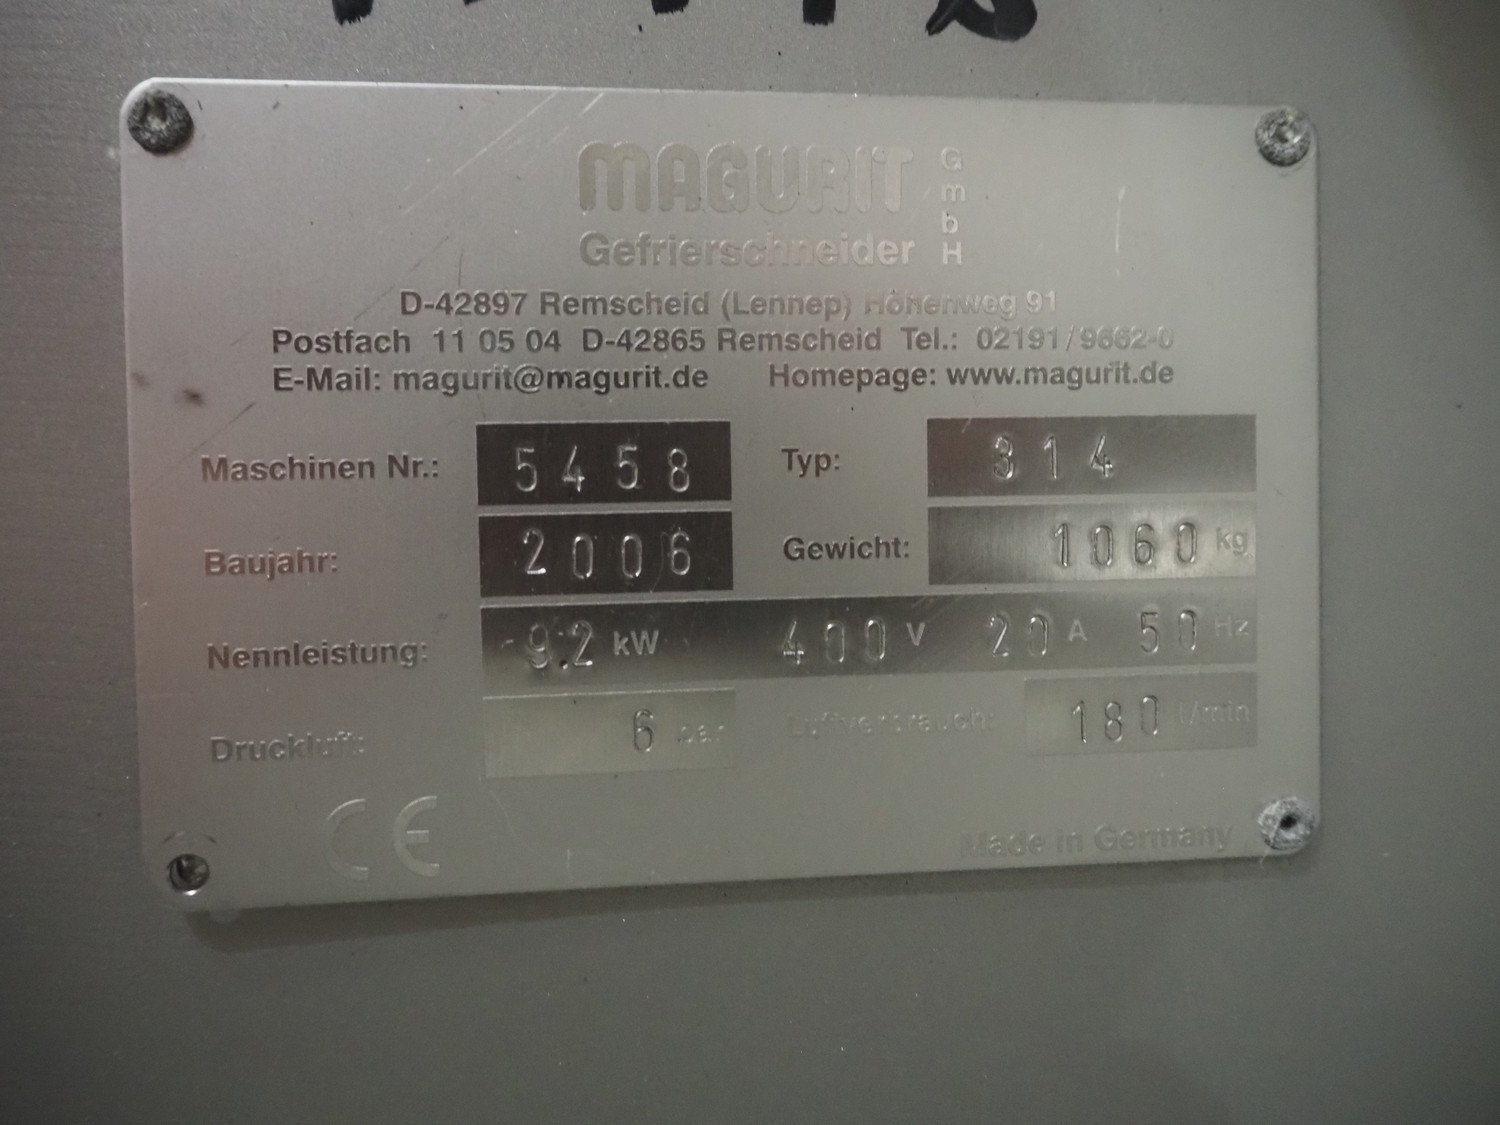 MAGURIT GmbH
Gefrierschneider
D-42897 Remscheid (Lennep) Höhenweg 91
Postfach 11 05 04 D-42865 Remscheid Tel.: 02191/9662-0
E-Mail: magurit@magurit.de Homepage: www.magurit.de
Maschinen Nr.: 5458 Typ: 314
Baujahr: 2006 Gewicht: 1060 kg
Nennleistung: 9.2 kW 400 V 20 A 50 Hz
Druckluft: 6 bar Luftverbrauch: 180 l/min
CE Made in Germany